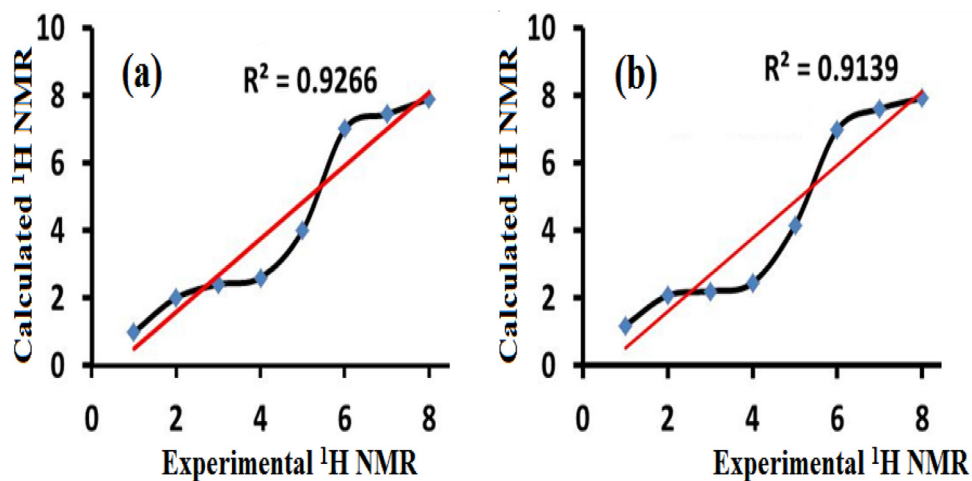 (a)
R² = 0.9266
Calculated ¹H NMR
10
8
6
4
2
0
0 2 4 6 8
Experimental ¹H NMR
(b)
R² = 0.9139
Calculated ¹H NMR
10
8
6
4
2
0
0 2 4 6 8
Experimental ¹H NMR